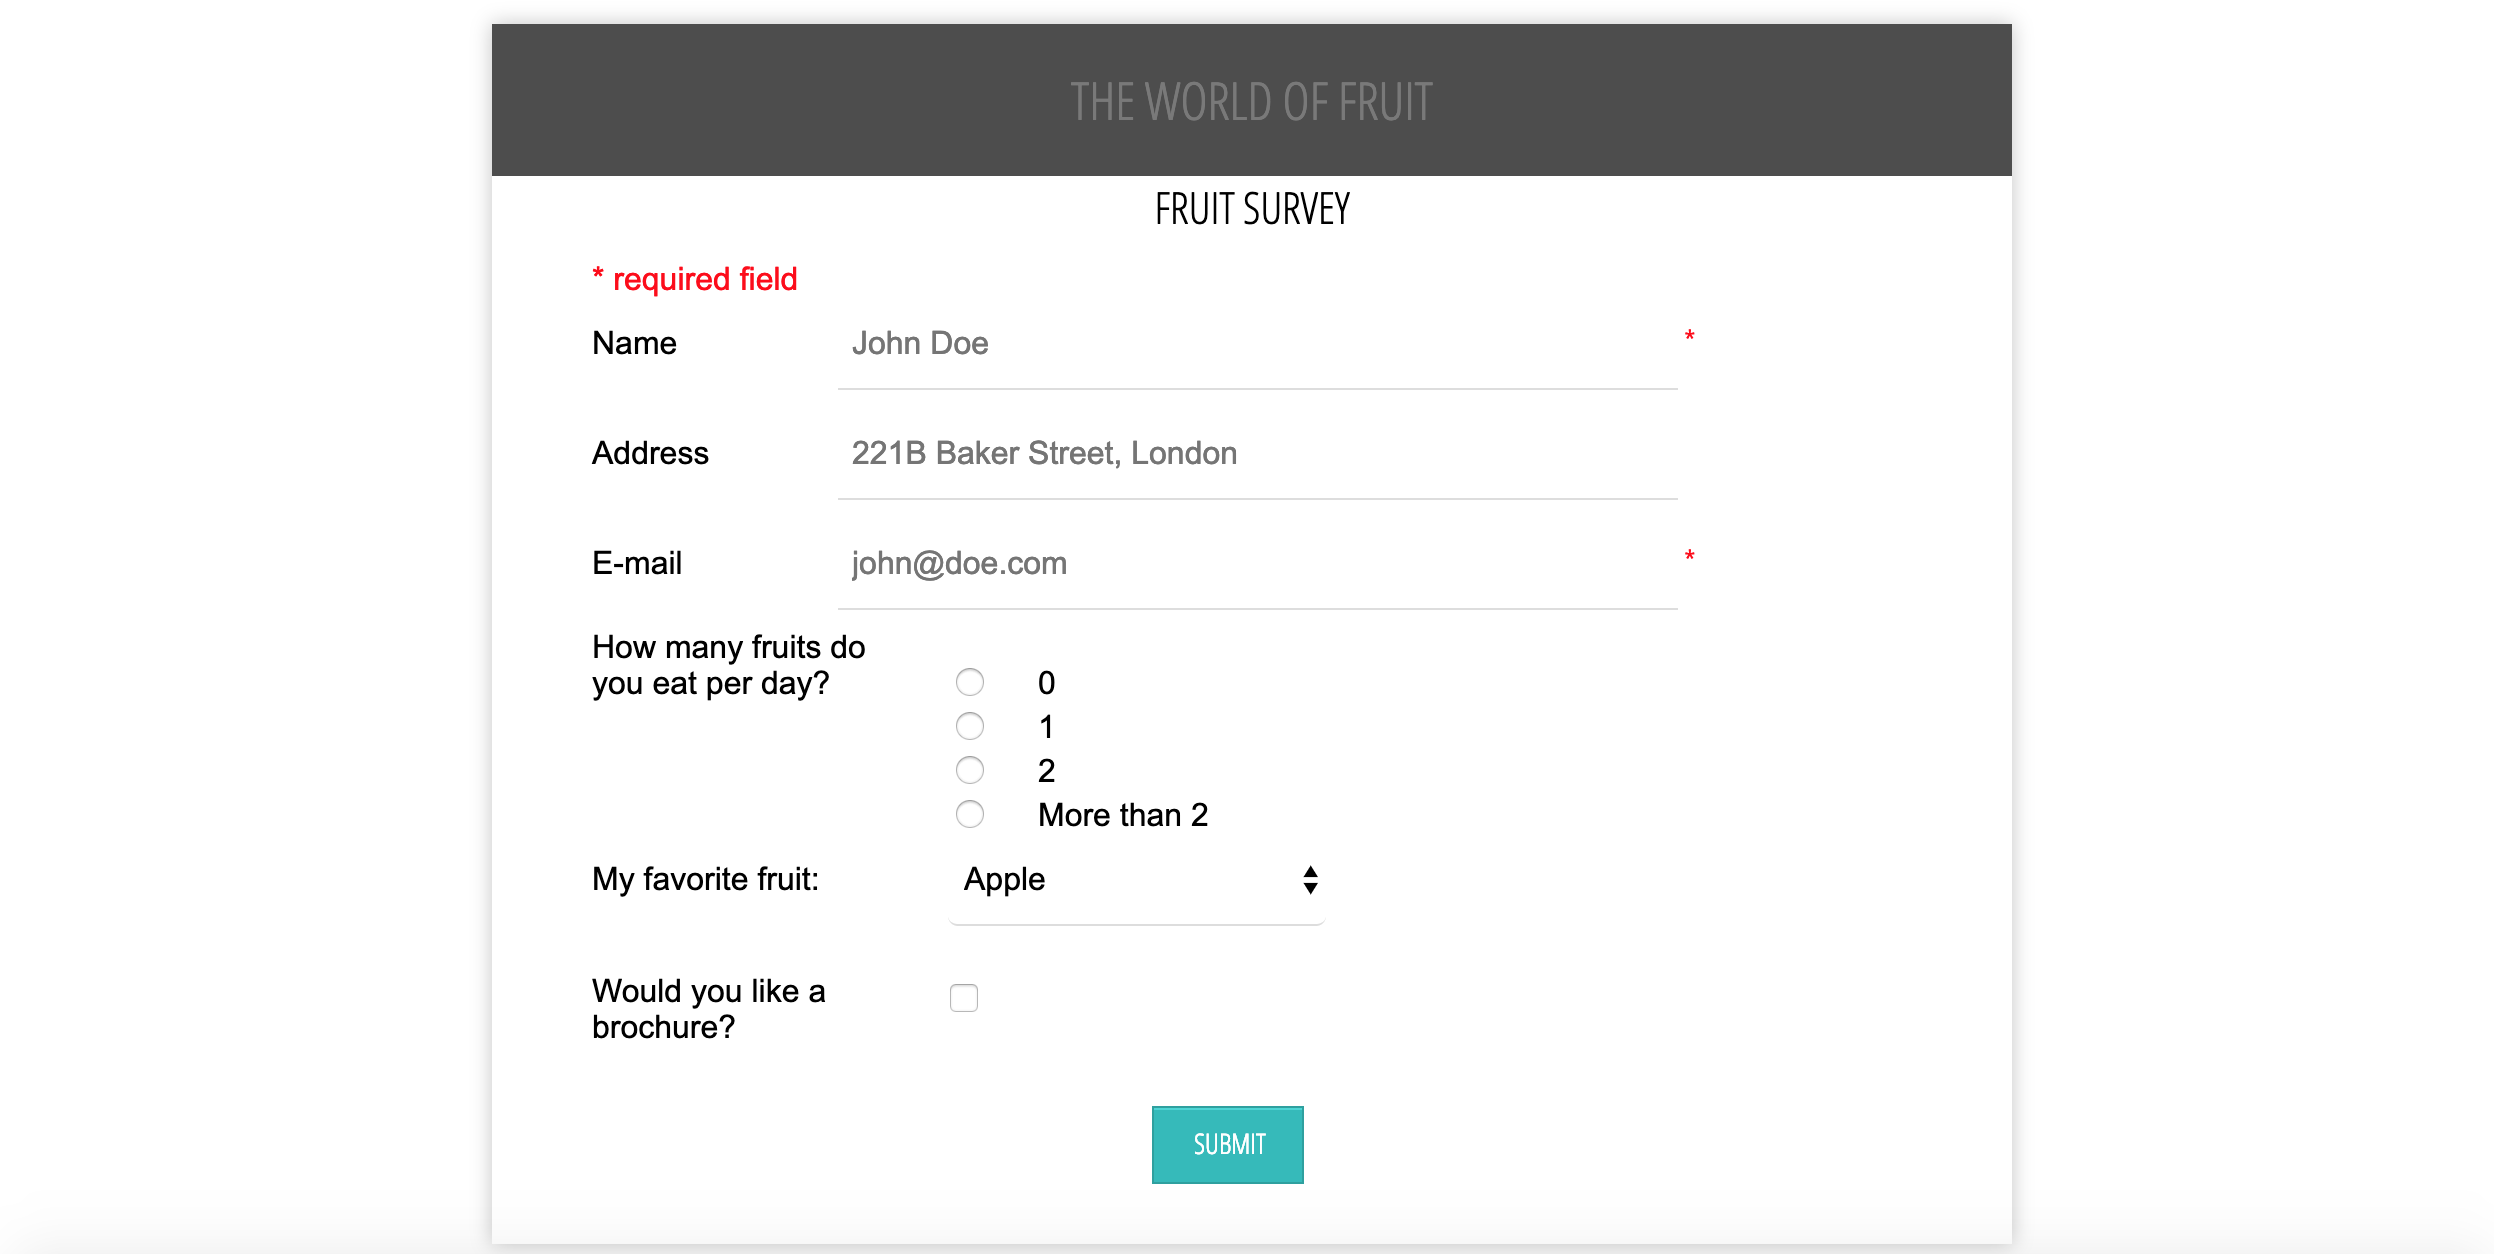 THE WORLD OF FRUIT
FRUIT SURVEY
* required field
Name John Doe *
Address 221B Baker Street, London
E-mail john@doe.com *
How many fruits do
you eat per day? 0
1
2
More than 2
My favorite fruit: Apple
Would you like a
brochure?
SUBMIT